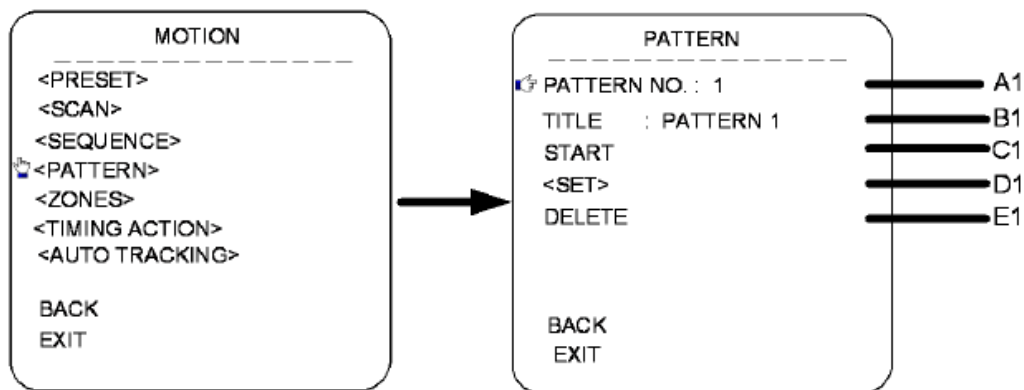 MOTION
<PRESET>
<SCAN>
<SEQUENCE>
<PATTERN>
<ZONES>
<TIMING ACTION>
<AUTO TRACKING>
BACK
EXIT
PATTERN
PATTERN NO. : 1
TITLE : PATTERN 1
START
<SET>
DELETE
BACK
EXIT
A1
B1
C1
D1
E1